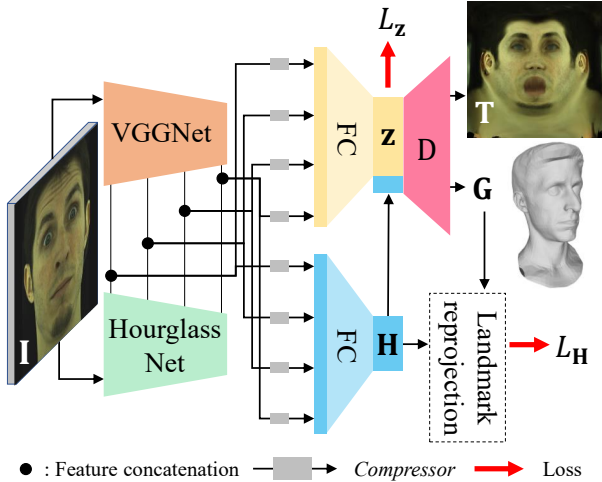 L_z
VGGNet
FC
z
D
T
G
I
Hourglass
Net
FC
H
Landmark
reprojection
L_H
: Feature concatenation
Compressor
Loss